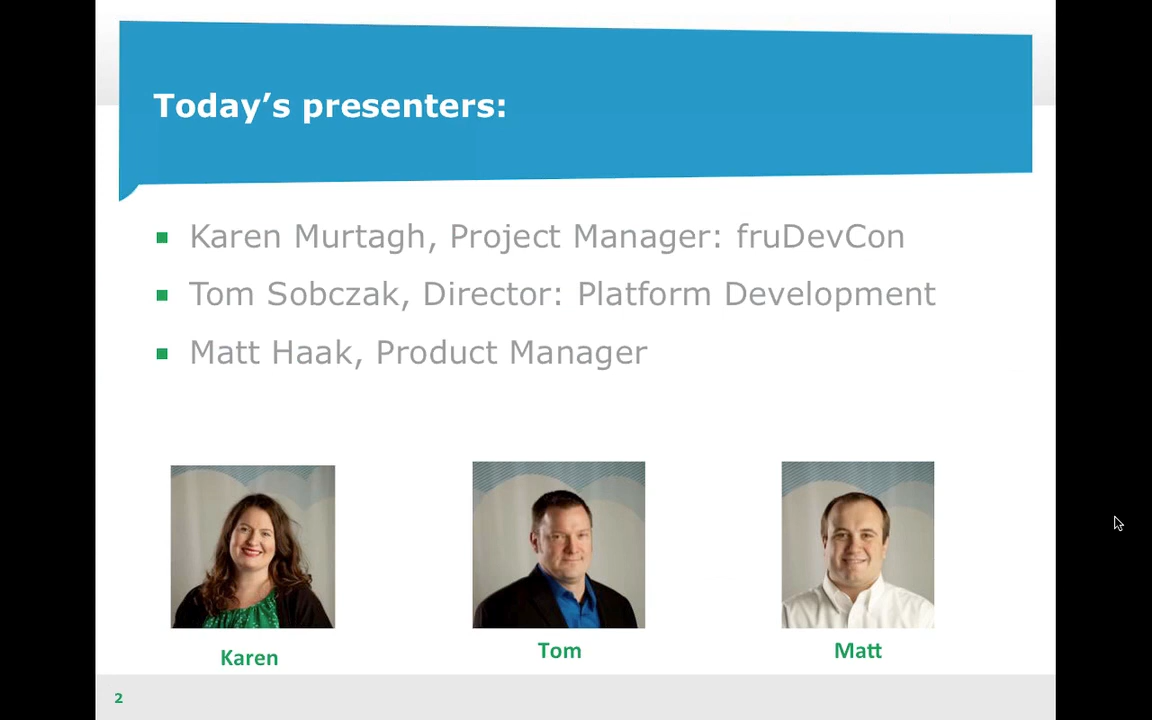 Today’s presenters:
Karen Murtagh, Project Manager: fruDevCon
Tom Sobczak, Director: Platform Development
Matt Haak, Product Manager
Karen
Tom
Matt
2